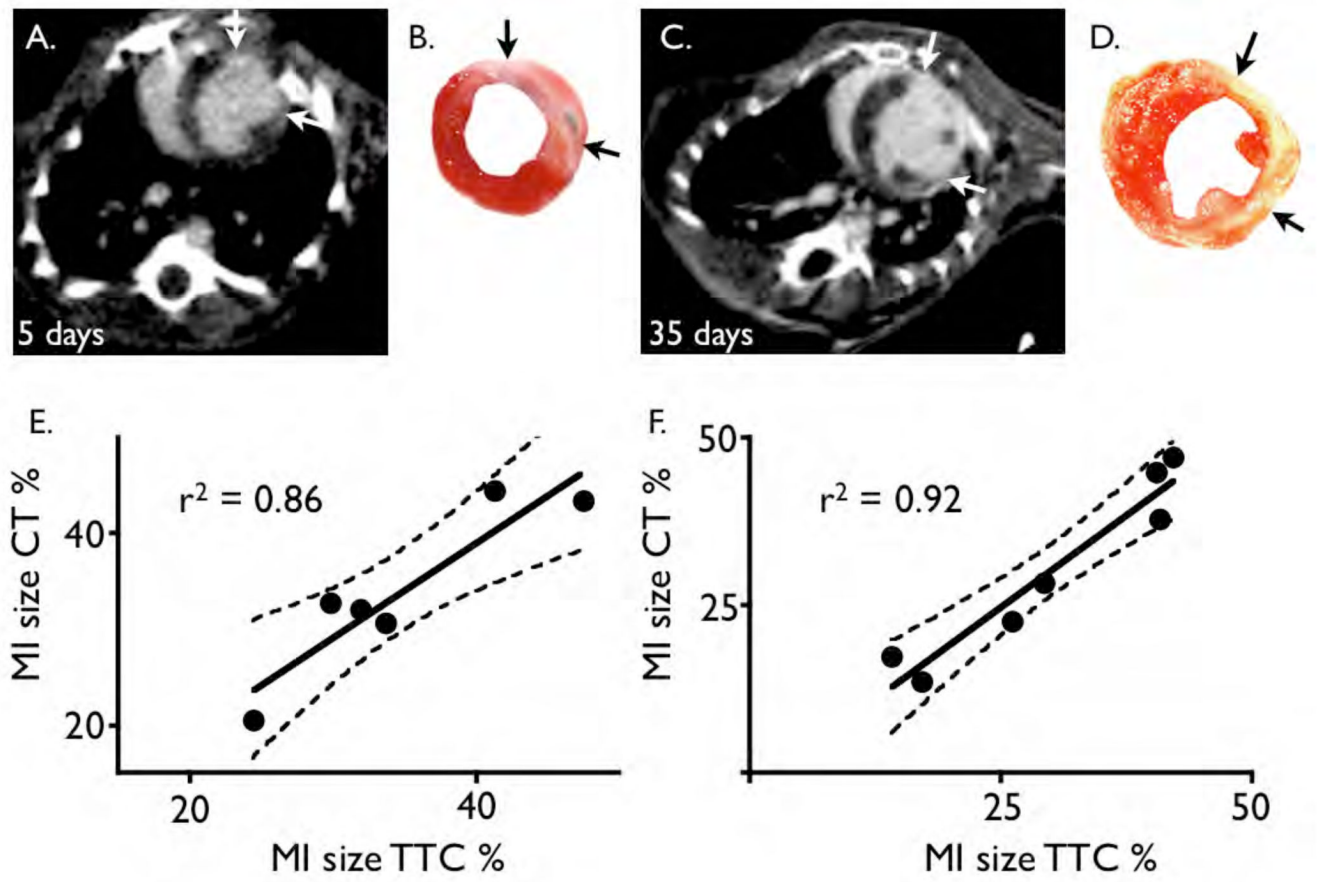 A.
B.
C.
D.
5 days
35 days
E.
F.
r² = 0.86
r² = 0.92
MI size CT %
40
20
20
40
MI size TTC %
MI size CT %
50
25
25
50
MI size TTC %